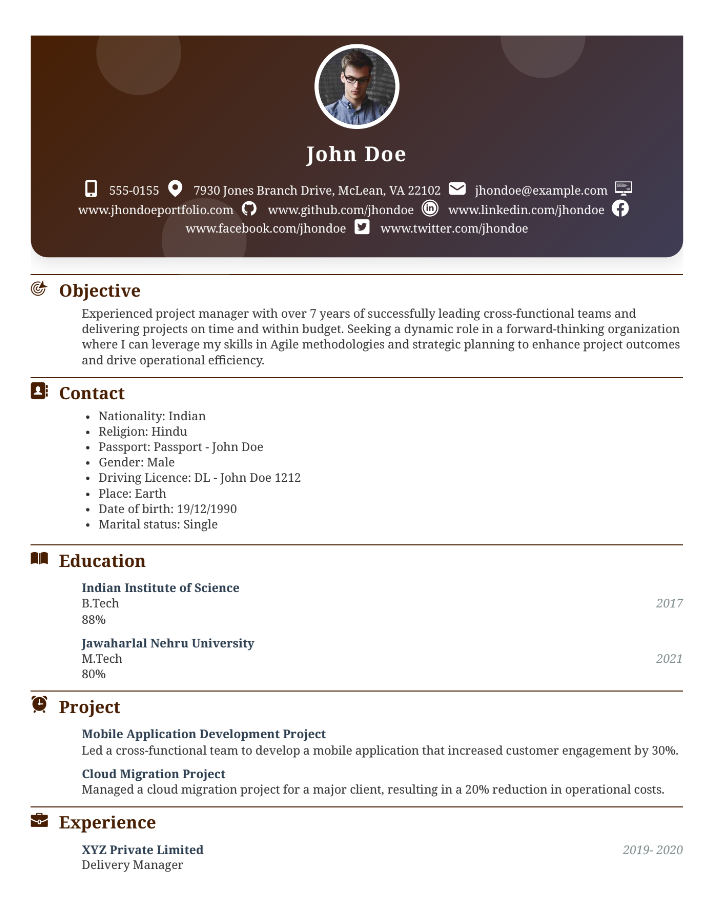 John Doe
555-0155 7930 Jones Branch Drive, McLean, VA 22102 jhondoe@example.com
www.jhondoeportfolio.com www.github.com/jhondoe www.linkedin.com/jhondoe
www.facebook.com/jhondoe www.twitter.com/jhondoe
Objective
Experienced project manager with over 7 years of successfully leading cross-functional teams and
delivering projects on time and within budget. Seeking a dynamic role in a forward-thinking organization
where I can leverage my skills in Agile methodologies and strategic planning to enhance project outcomes
and drive operational efficiency.
Contact
• Nationality: Indian
• Religion: Hindu
• Passport: Passport - John Doe
• Gender: Male
• Driving Licence: DL - John Doe 1212
• Place: Earth
• Date of birth: 19/12/1990
• Marital status: Single
Education
Indian Institute of Science
B.Tech 2017
88%
Jawaharlal Nehru University
M.Tech 2021
80%
Project
Mobile Application Development Project
Led a cross-functional team to develop a mobile application that increased customer engagement by 30%.
Cloud Migration Project
Managed a cloud migration project for a major client, resulting in a 20% reduction in operational costs.
Experience
XYZ Private Limited 2019- 2020
Delivery Manager